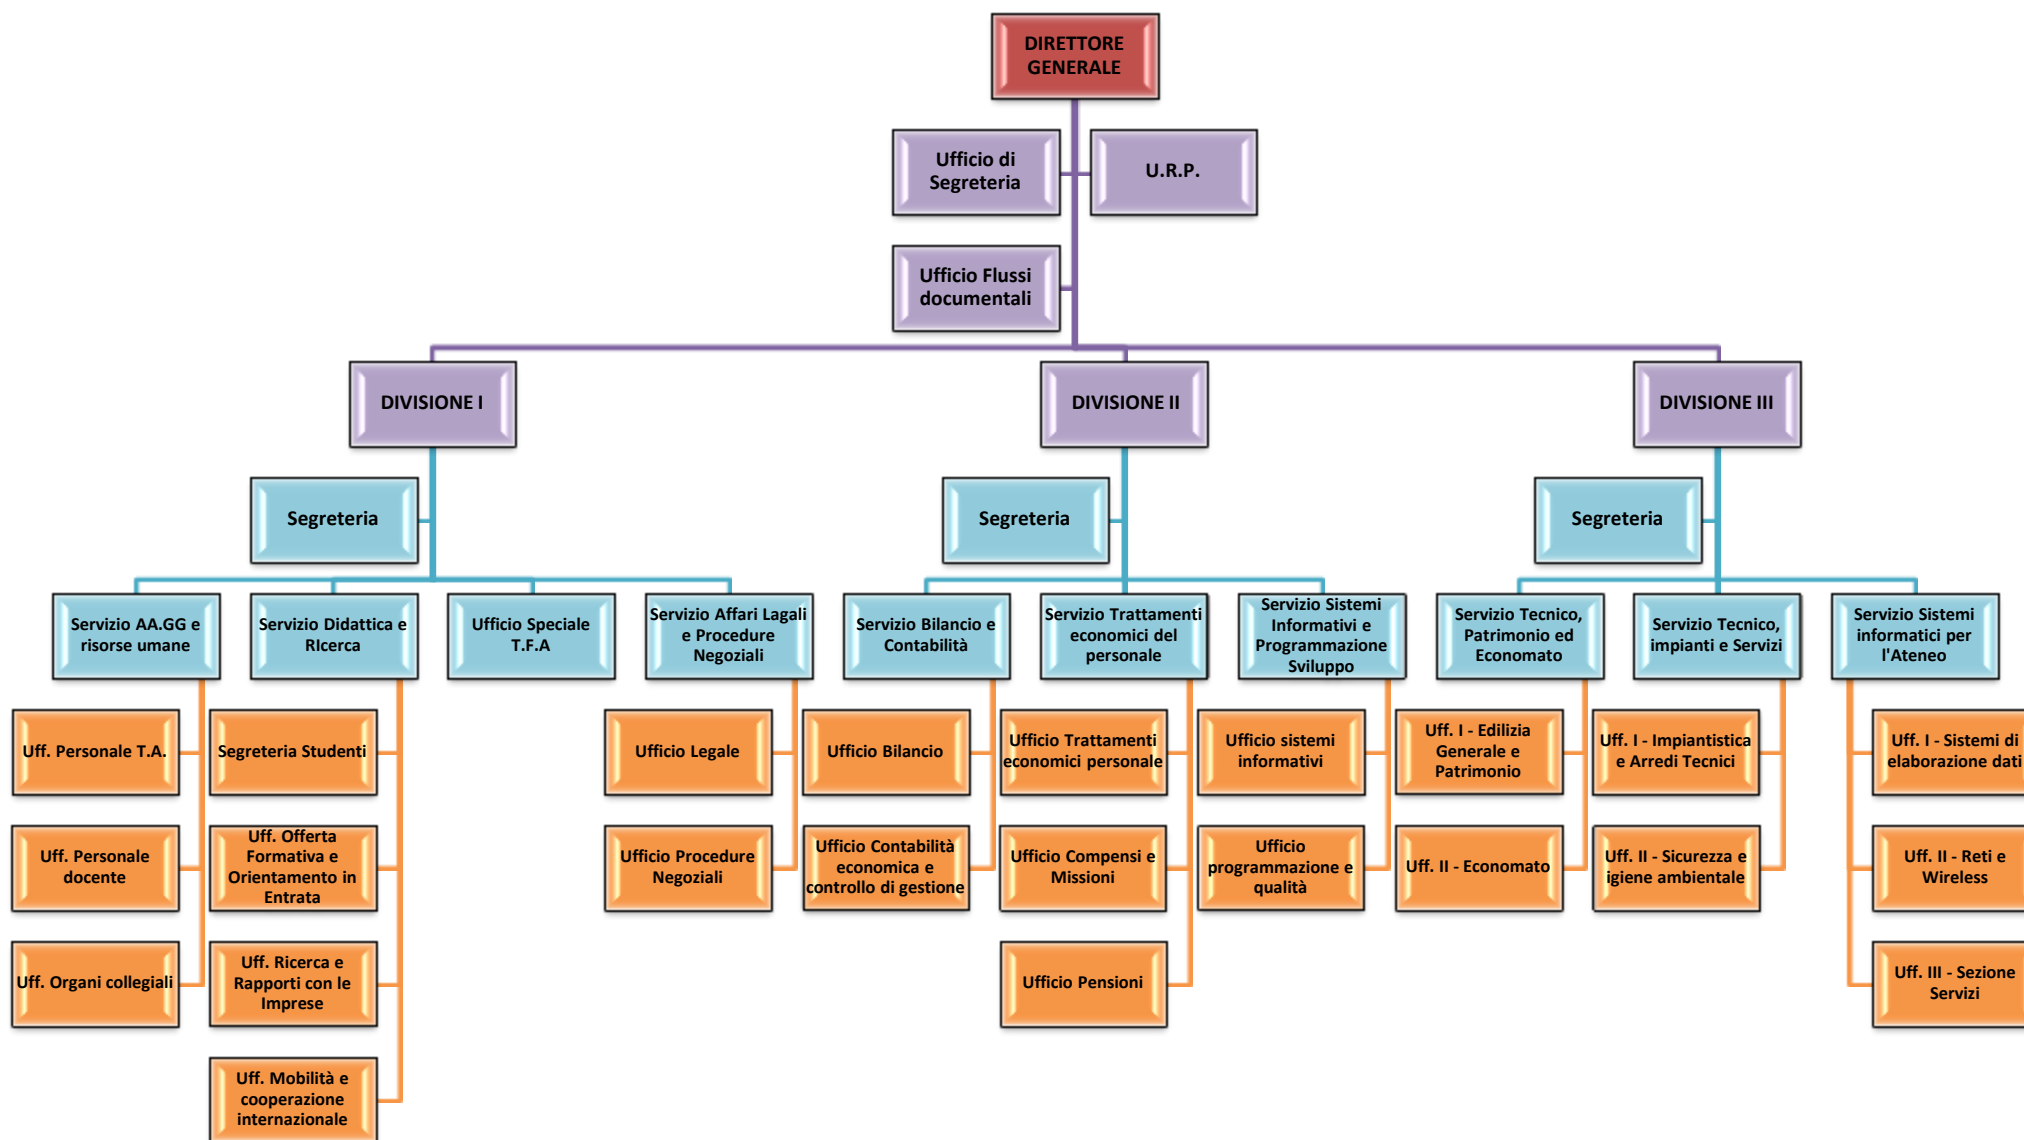 DIRETTORE
GENERALE
Ufficio di
Segreteria
U.R.P.
Ufficio Flussi
documentali
DIVISIONE I
DIVISIONE II
DIVISIONE III
Segreteria
Segreteria
Segreteria
Servizio AA.GG e
risorse umane
Servizio Didattica e
RIcerca
Ufficio Speciale
T.F.A
Servizio Affari Lagali
e Procedure
Negoziali
Servizio Bilancio e
Contabilità
Servizio Trattamenti
economici del
personale
Servizio Sistemi
Informativi e
Programmazione
Sviluppo
Servizio Tecnico,
Patrimonio ed
Economato
Servizio Tecnico,
impianti e Servizi
Servizio Sistemi
informatici per
l'Ateneo
Uff. Personale T.A.
Segreteria Studenti
Ufficio Legale
Ufficio Bilancio
Ufficio Trattamenti
economici personale
Ufficio sistemi
informativi
Uff. I - Edilizia
Generale e
Patrimonio
Uff. I - Impiantistica
e Arredi Tecnici
Uff. I - Sistemi di
elaborazione dati
Uff. Personale
docente
Uff. Offerta
Formativa e
Orientamento in
Entrata
Ufficio Procedure
Negoziali
Ufficio Contabilità
economica e
controllo di gestione
Ufficio Compensi e
Missioni
Ufficio
programmazione e
qualità
Uff. II - Economato
Uff. II - Sicurezza e
igiene ambientale
Uff. II - Reti e
Wireless
Uff. Organi collegiali
Uff. Ricerca e
Rapporti con le
Imprese
Ufficio Pensioni
Uff. III - Sezione
Servizi
Uff. Mobilità e
cooperazione
internazionale